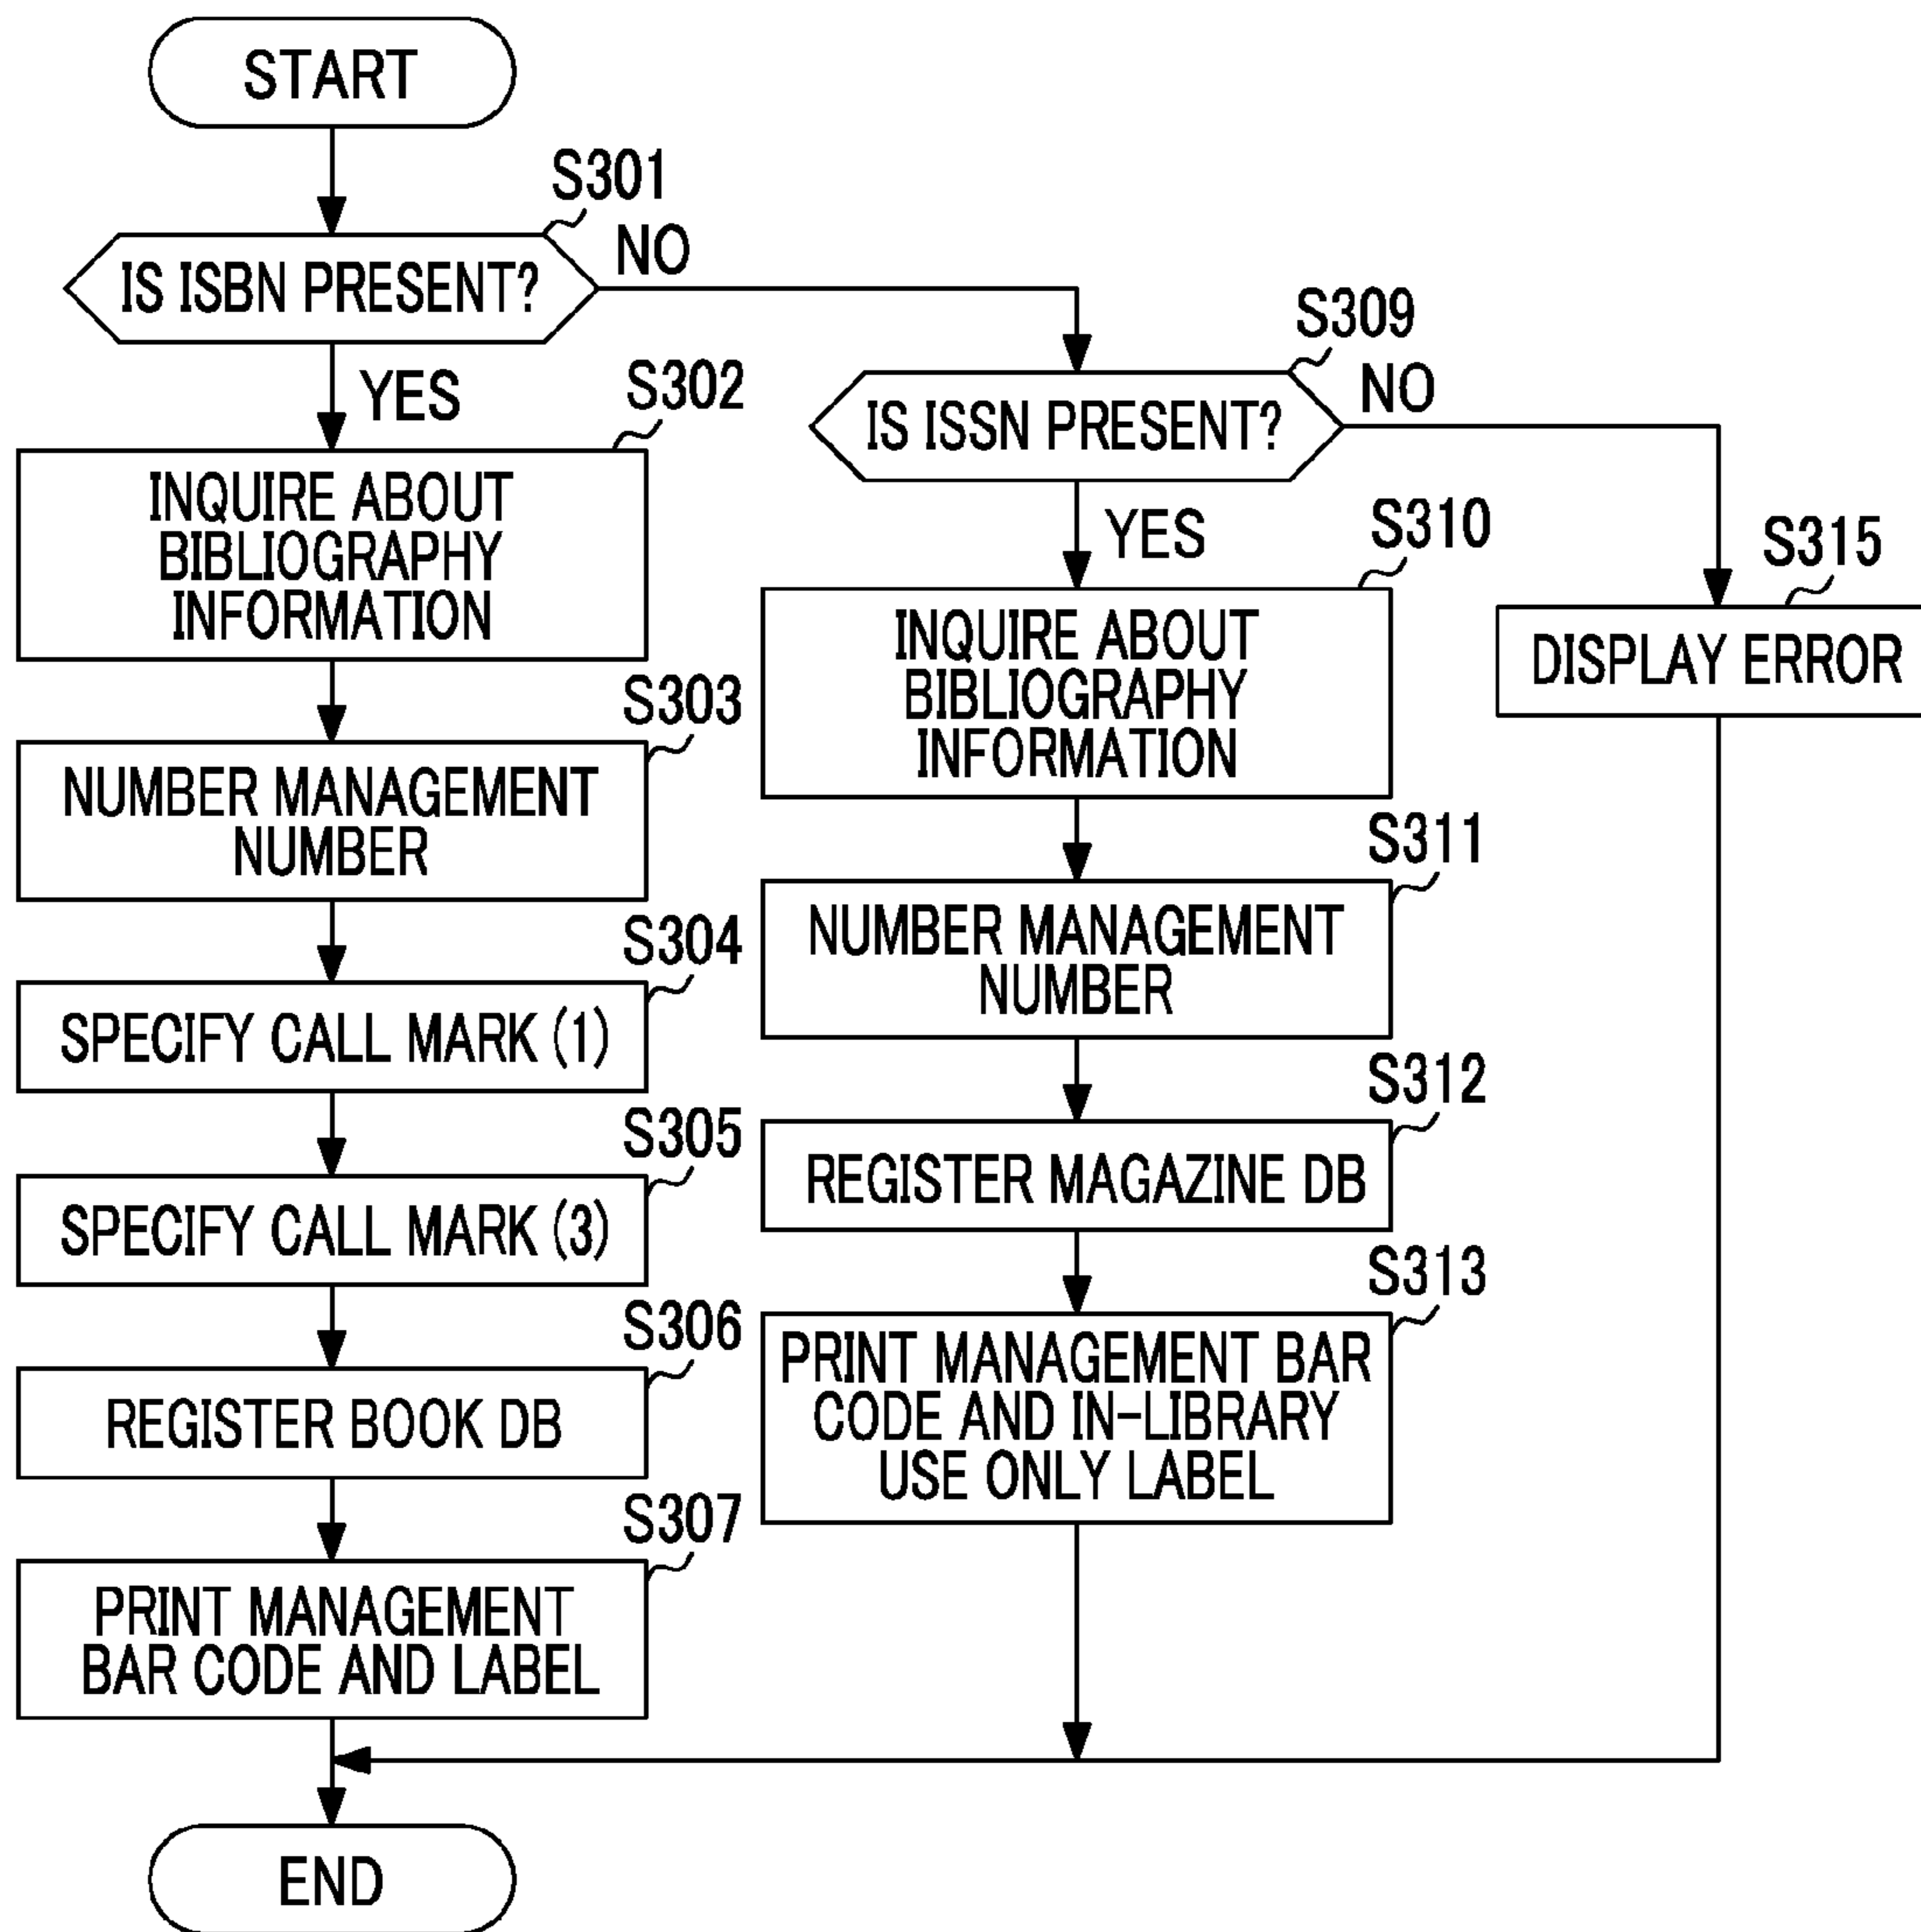 START
S301
IS ISBN PRESENT?
NO
YES
S302
INQUIRE ABOUT
BIBLIOGRAPHY
INFORMATION
S303
NUMBER MANAGEMENT
NUMBER
S304
SPECIFY CALL MARK (1)
S305
SPECIFY CALL MARK (3)
S306
REGISTER BOOK DB
S307
PRINT MANAGEMENT
BAR CODE AND LABEL
END
S309
IS ISSN PRESENT?
NO
YES
S310
INQUIRE ABOUT
BIBLIOGRAPHY
INFORMATION
S311
NUMBER MANAGEMENT
NUMBER
S312
REGISTER MAGAZINE DB
S313
PRINT MANAGEMENT BAR
CODE AND IN-LIBRARY
USE ONLY LABEL
S315
DISPLAY ERROR